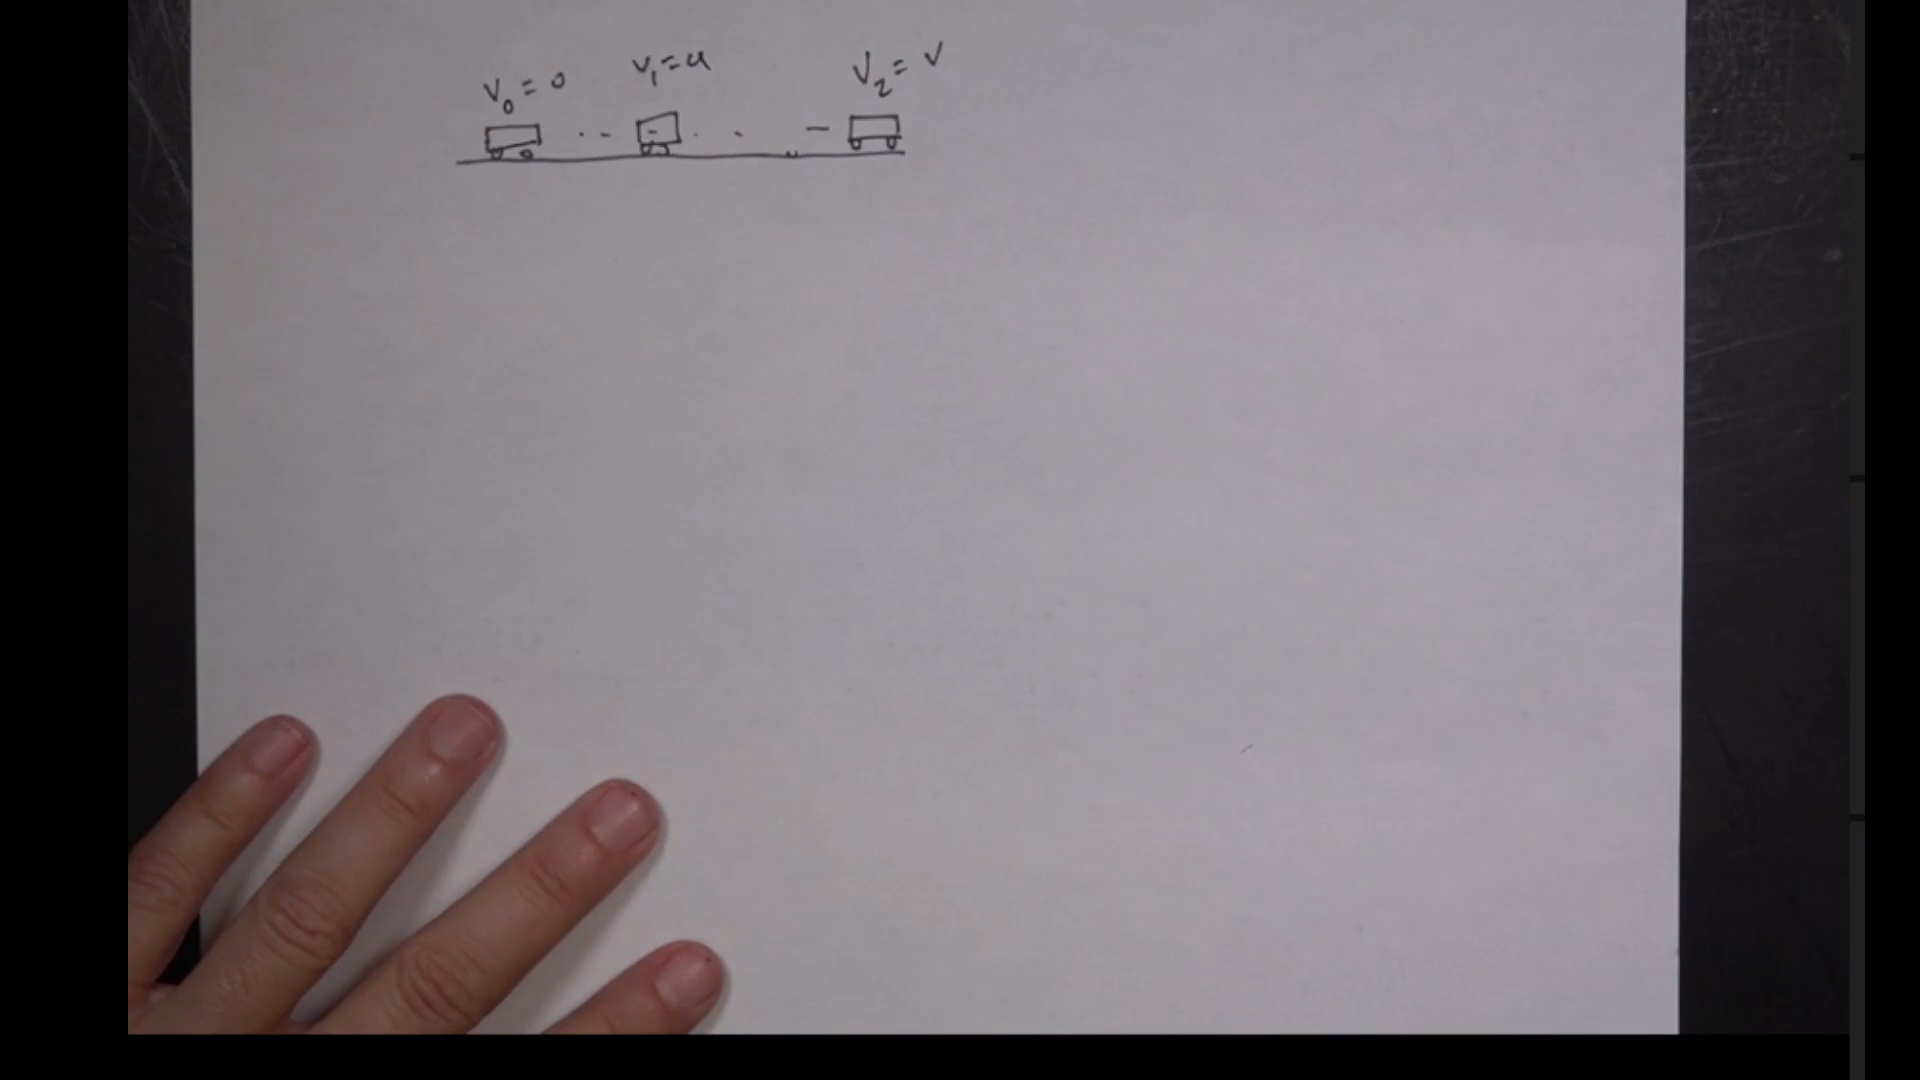 V₀ = 0
V₁ = u
V₂ = V